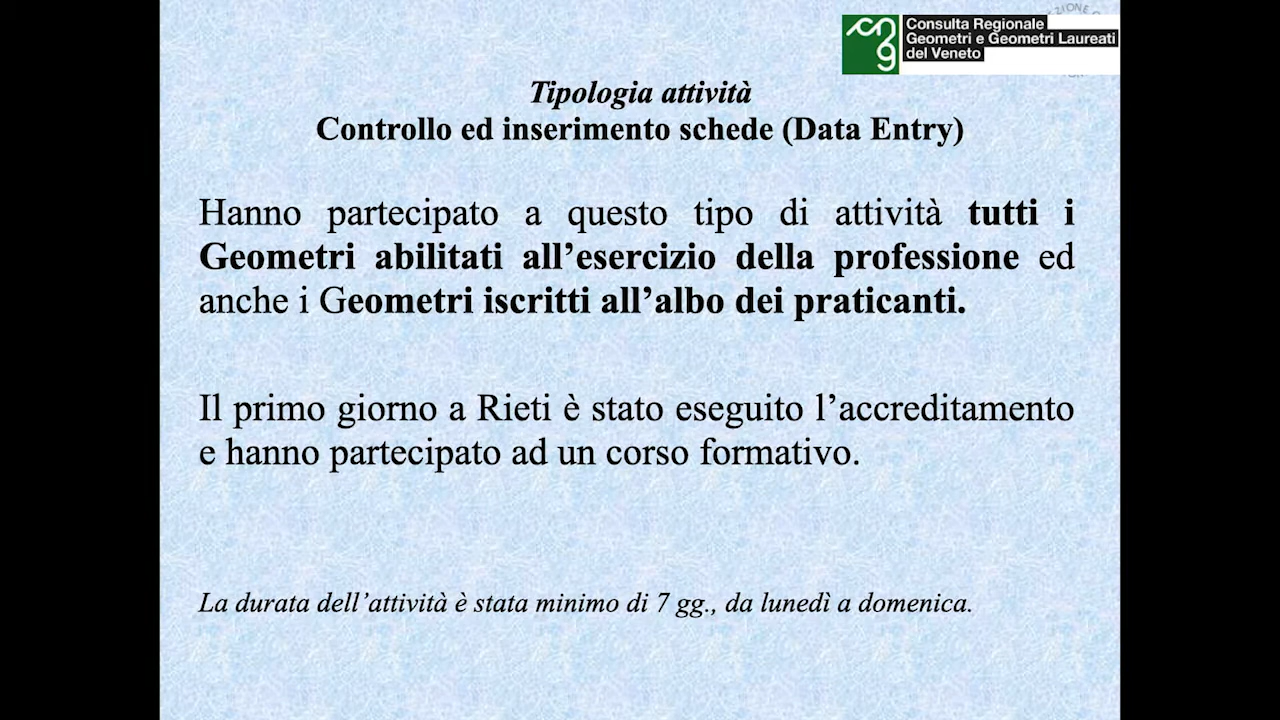 Consulta Regionale
Geometri e Geometri Laureati
del Veneto
Tipologia attività
Controllo ed inserimento schede (Data Entry)
Hanno partecipato a questo tipo di attività tutti i
Geometri abilitati all’esercizio della professione ed
anche i Geometri iscritti all’albo dei praticanti.
Il primo giorno a Rieti è stato eseguito l’accreditamento
e hanno partecipato ad un corso formativo.
La durata dell’attività è stata minimo di 7 gg., da lunedì a domenica.